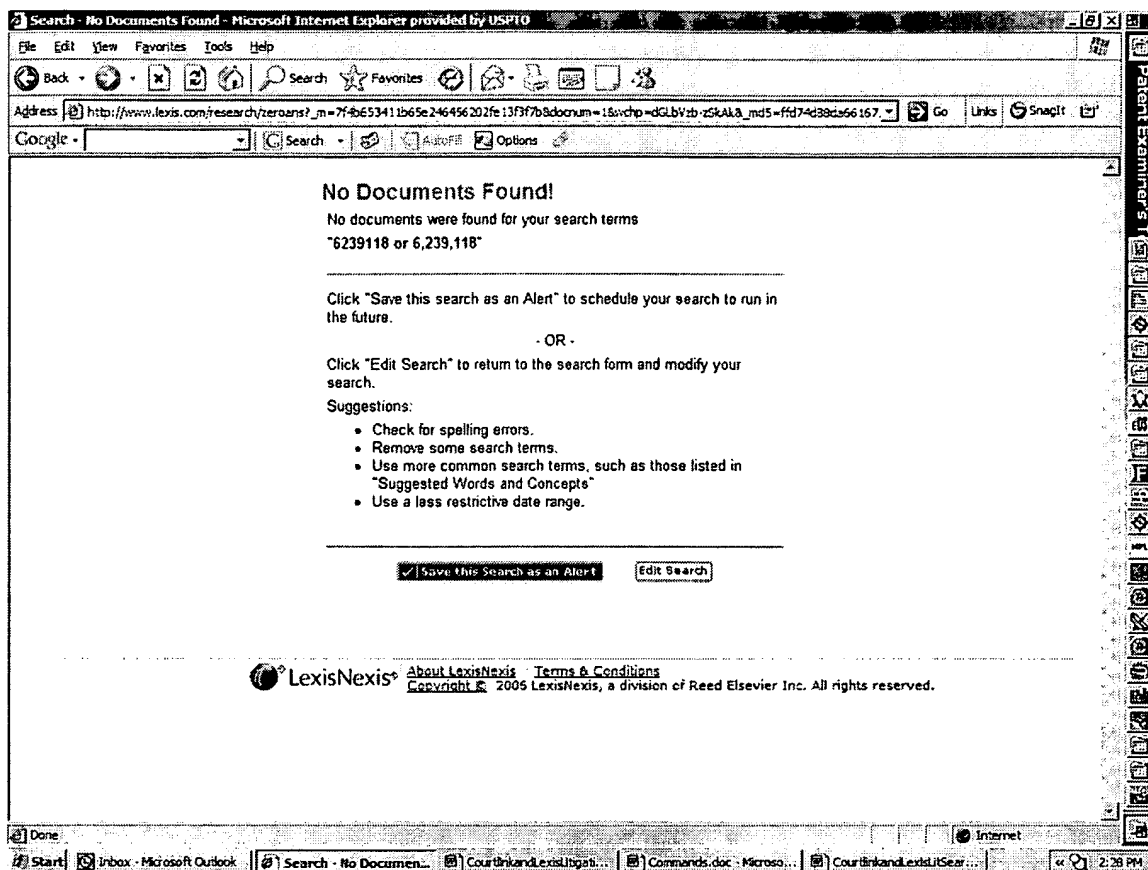 Search - No Documents Found - Microsoft Internet Explorer provided by USPTO
File Edit View Favorites Tools Help
Back Search Favorites
Address http://www.lexis.com/research/zeroans? Go Links SnagIt
Google - Search AutoFill Options
Patent Examiner's
No Documents Found!
No documents were found for your search terms
"6239118 or 6,239,118"
Click "Save this search as an Alert" to schedule your search to run in
the future.
- OR -
Click "Edit Search" to return to the search form and modify your
search.
Suggestions:
• Check for spelling errors.
• Remove some search terms.
• Use more common search terms, such as those listed in
"Suggested Words and Concepts"
• Use a less restrictive date range.
Save this Search as an Alert Edit Search
LexisNexis About LexisNexis Terms & Conditions
Copyright © 2005 LexisNexis, a division of Reed Elsevier Inc. All rights reserved.
Done Internet
Start Inbox - Microsoft Outlook Search - No Documen... CourtlinkandLexisLitigati... Commands.doc - Microso... CourtlinkandLexisLitSear... 2:28 PM